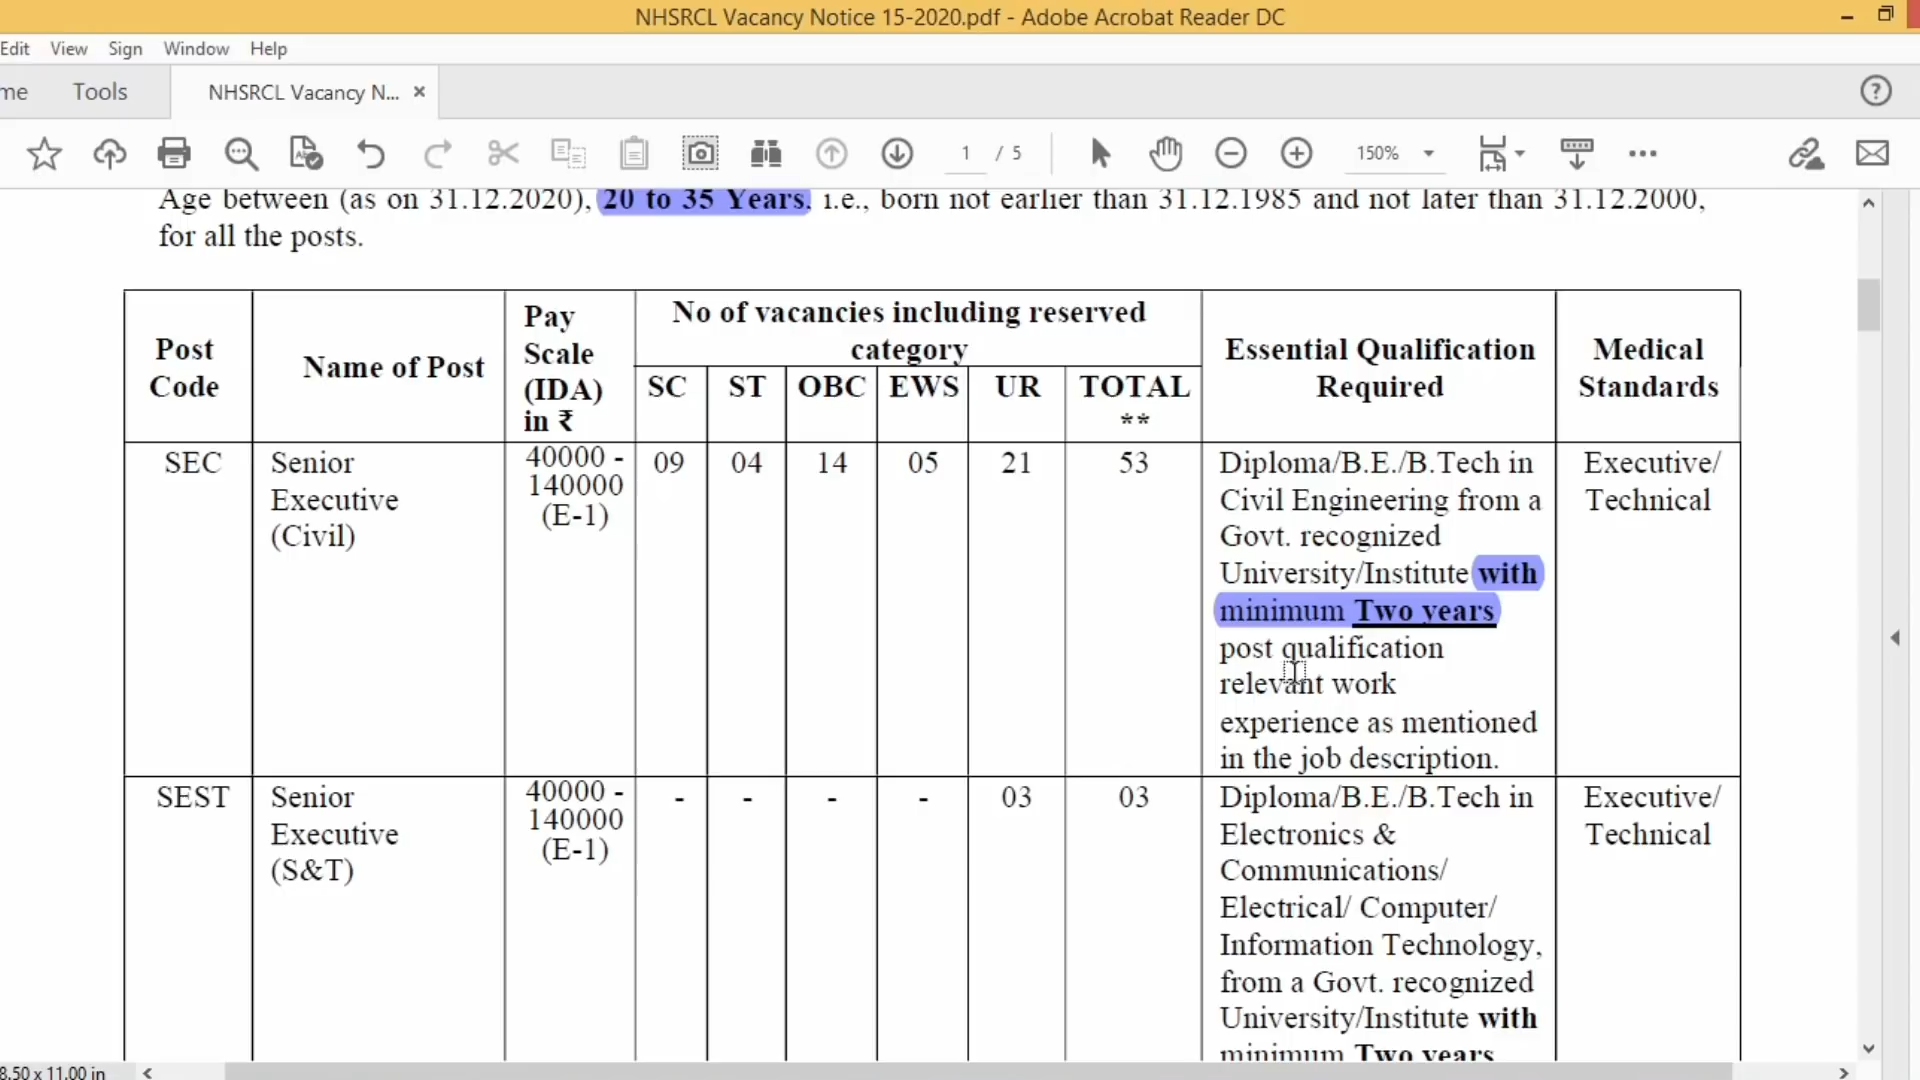 NHSRCL Vacancy Notice 15-2020.pdf - Adobe Acrobat Reader DC
Edit View Sign Window Help
me Tools NHSRCL Vacancy N... ×
1 / 5 150%
Age between (as on 31.12.2020), 20 to 35 Years, i.e., born not earlier than 31.12.1985 and not later than 31.12.2000,
for all the posts.
Post
Code
Name of Post
Pay
Scale
(IDA)
in ₹
No of vacancies including reserved
category
SC ST OBC EWS UR TOTAL
**
Essential Qualification
Required
Medical
Standards
SEC
Senior
Executive
(Civil)
40000 -
140000
(E-1)
09 04 14 05 21 53
Diploma/B.E./B.Tech in
Civil Engineering from a
Govt. recognized
University/Institute with
minimum Two years
post qualification
relevant work
experience as mentioned
in the job description.
Executive/
Technical
SEST
Senior
Executive
(S&T)
40000 -
140000
(E-1)
- - - - 03 03
Diploma/B.E./B.Tech in
Electronics &
Communications/
Electrical/ Computer/
Information Technology,
from a Govt. recognized
University/Institute with
minimum Two years
Executive/
Technical
8.50 x 11.00 in